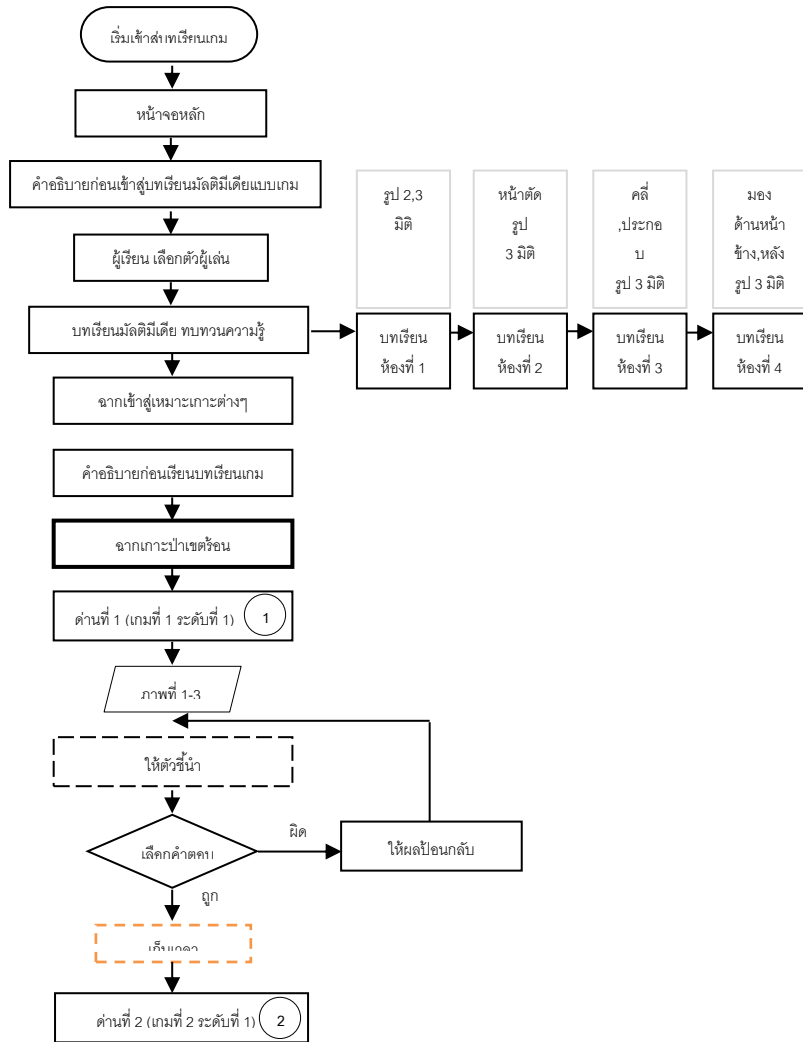 เริ่มเข้าสู่บทเรียนเกม
หน้าจอหลัก
คำอธิบายก่อนเข้าสู่บทเรียนมัลติมีเดียแบบเกม
ผู้เรียน เลือกตัวผู้เล่น
บทเรียนมัลติมีเดีย ทบทวนความรู้
รูป 2,3
มิติ
บทเรียน
ห้องที่ 1
หน้าตัด
รูป
3 มิติ
บทเรียน
ห้องที่ 2
คลี่
,ประกอ
บ
รูป 3 มิติ
บทเรียน
ห้องที่ 3
มอง
ด้านหน้า
ข้าง,หลัง
รูป 3 มิติ
บทเรียน
ห้องที่ 4
ฉากเข้าสู่เหมาะเกาะต่างๆ
คำอธิบายก่อนเรียนบทเรียนเกม
ฉากเกาะป่าเขตร้อน
ด่านที่ 1 (เกมที่ 1 ระดับที่ 1) 1
ภาพที่ 1-3
ให้ตัวชี้นำ
เลือกคำตอบ
ผิด
ให้ผลป้อนกลับ
ถูก
ด่านที่ 2 (เกมที่ 2 ระดับที่ 1) 2